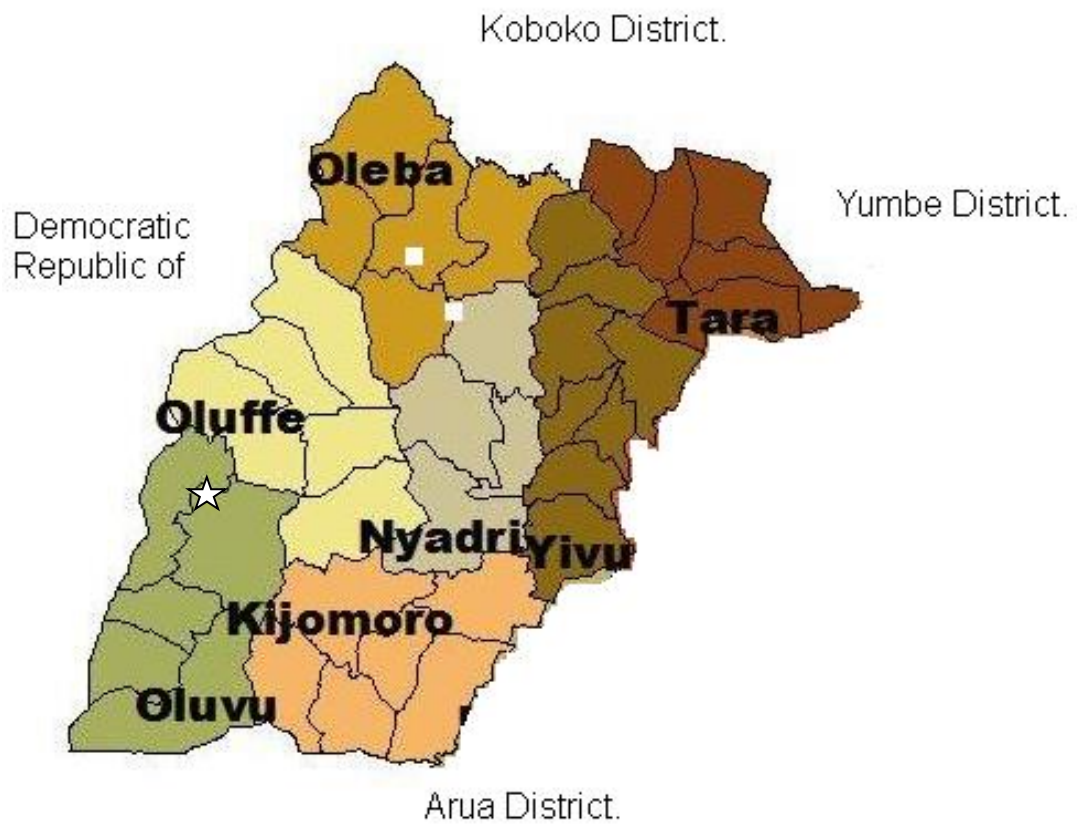 Koboko District.
Oleba
Yumbe District.
Democratic
Republic of
Tara
Oluffe
Nyadri
Yivu
Kijomoro
Oluvu
Arua District.